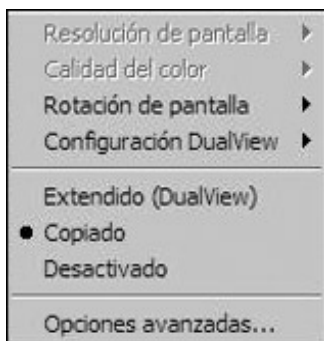 Resolución de pantalla
Calidad del color
Rotación de pantalla
Configuración DualView
Extendido (DualView)
Copiado
Desactivado
Opciones avanzadas...